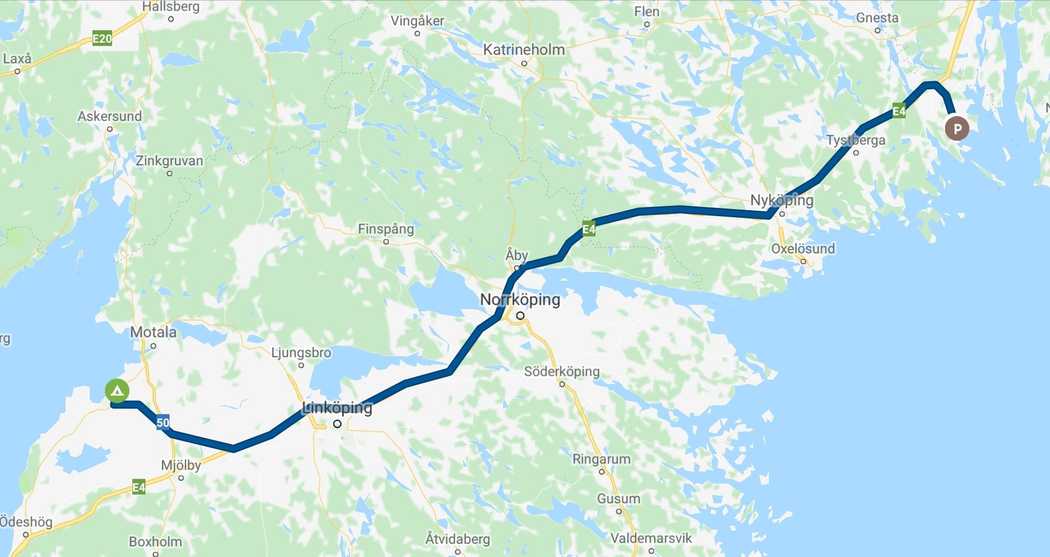 Hallsberg
Flen
Gnesta
Vingåker
E20
Katrineholm
Laxå
Askersund
E4
P
Tystberga
Zinkgruvan
Nyköping
Finspång
E4
Oxelösund
Åby
Norrköping
Motala
rg
Ljungsbro
Söderköping
Linköping
50
Mjölby
Ringarum
E4
Gusum
Ödeshög
Boxholm
Åtvidaberg
Valdemarsvik